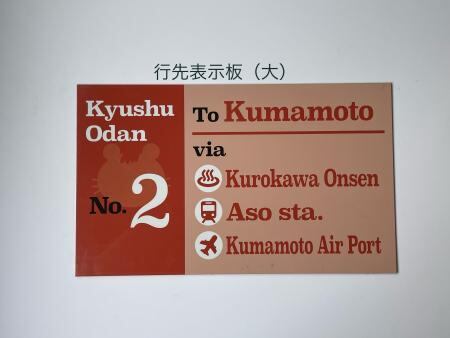 行先表示板（大）
Kyushu
Odan
No. 2
To Kumamoto
via
Kurokawa Onsen
Aso sta.
Kumamoto Air Port